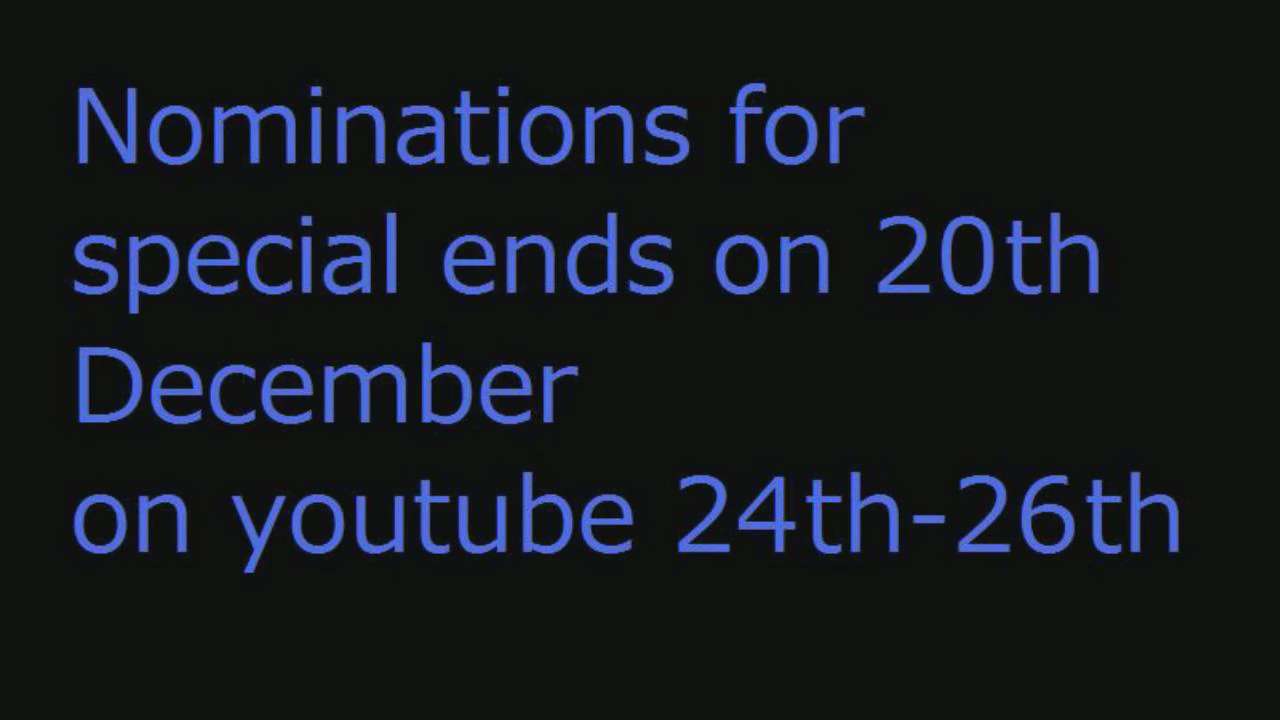 Nominations for
special ends on 20th
December
on youtube 24th-26th